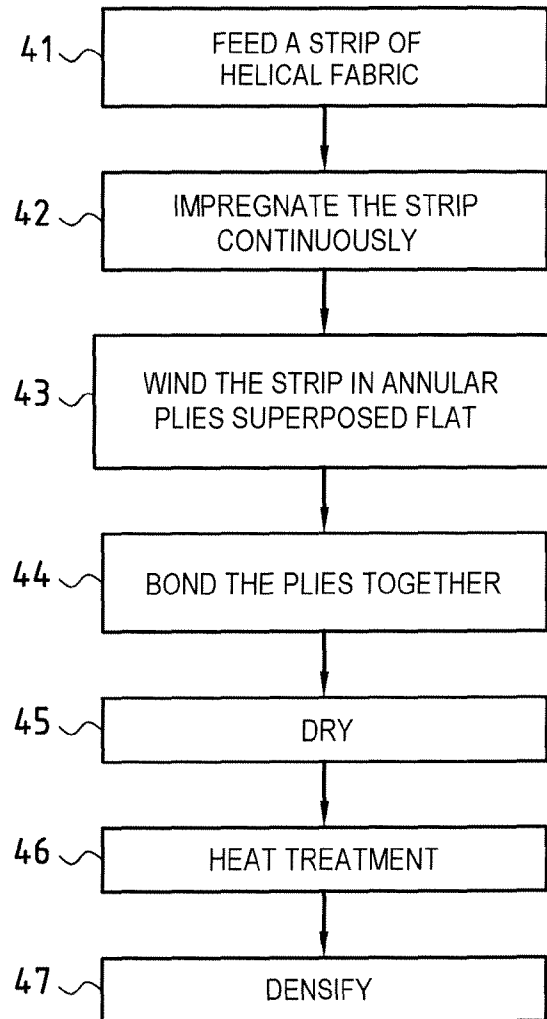 41
FEED A STRIP OF
HELICAL FABRIC
42
IMPREGNATE THE STRIP
CONTINUOUSLY
43
WIND THE STRIP IN ANNULAR
PLIES SUPERPOSED FLAT
44
BOND THE PLIES TOGETHER
45
DRY
46
HEAT TREATMENT
47
DENSIFY